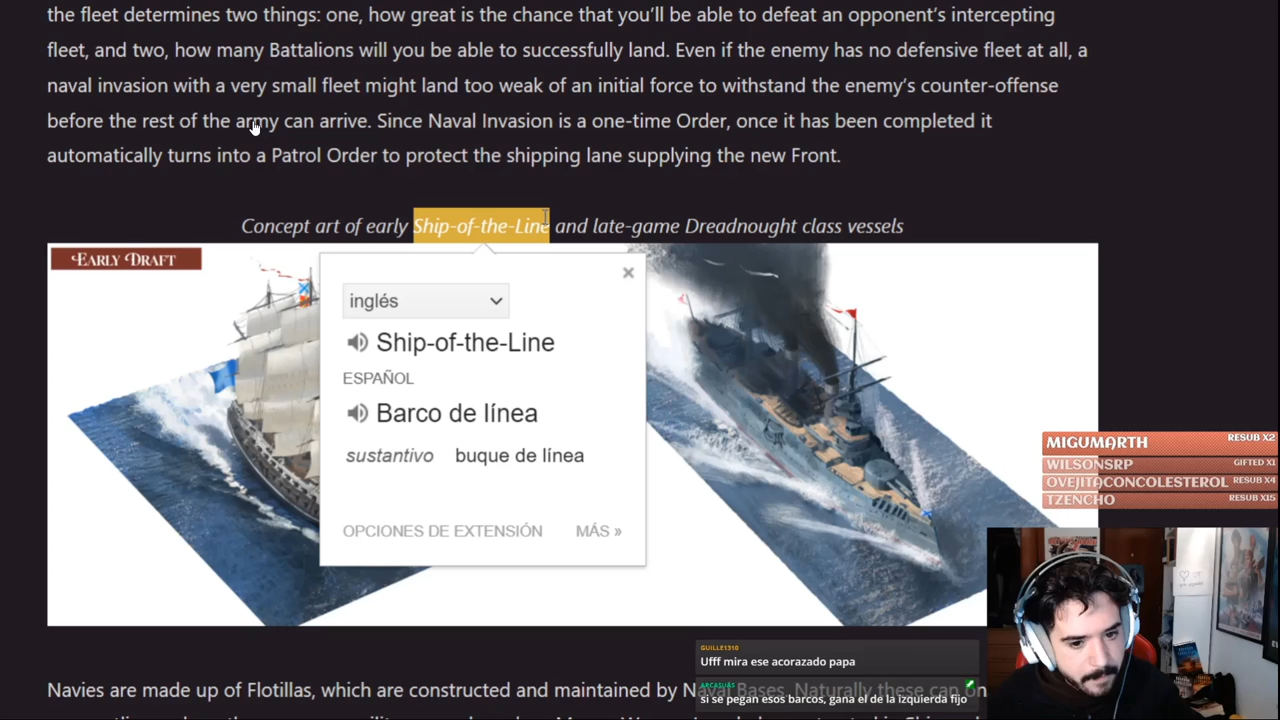 the fleet determines two things: one, how great is the chance that you'll be able to defeat an opponent's intercepting
fleet, and two, how many Battalions will you be able to successfully land. Even if the enemy has no defensive fleet at all, a
naval invasion with a very small fleet might land too weak of an initial force to withstand the enemy's counter-offense
before the rest of the army can arrive. Since Naval Invasion is a one-time Order, once it has been completed it
automatically turns into a Patrol Order to protect the shipping lane supplying the new Front.
Concept art of early Ship-of-the-Line and late-game Dreadnought class vessels
EARLY DRAFT
inglés
Ship-of-the-Line
ESPAÑOL
Barco de línea
sustantivo buque de línea
OPCIONES DE EXTENSIÓN MÁS »
MIGUMARTH RESUB X2
WILSONSRP GIFTED X1
OVEJITACONCOLESTEROL RESUB X4
TZENCHO RESUB X15
GUILLE1310
Ufff mira ese acorazado papa
ARCASUAS
si se pegan esos barcos, gana el de la izquierda fijo
Navies are made up of Flotillas, which are constructed and maintained by Naval Bases. Naturally these can on